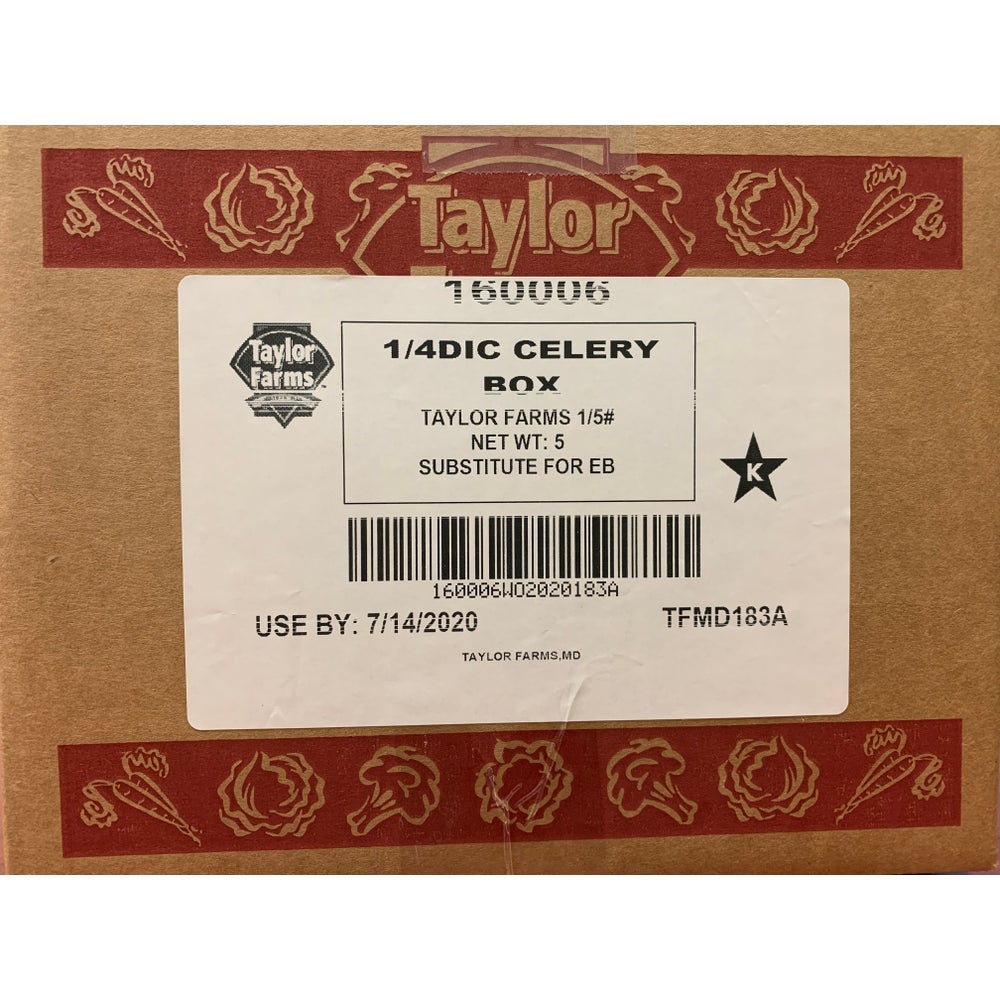 Taylor
160006
Taylor
Farms
1/4DIC CELERY
BOX
TAYLOR FARMS 1/5#
NET WT: 5
SUBSTITUTE FOR EB
K
160006WO2020183A
USE BY: 7/14/2020
TFMD183A
TAYLOR FARMS,MD